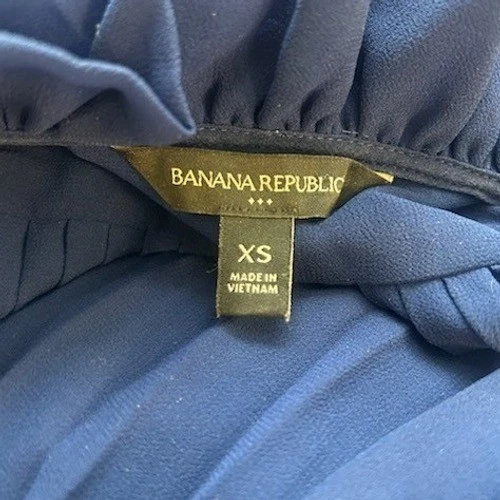 BANANA REPUBLIC
XS
MADE IN
VIETNAM